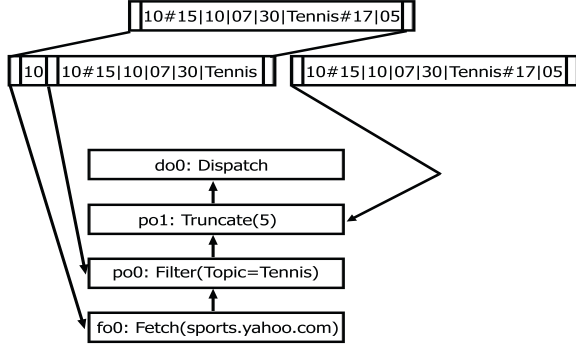 10#15|10|07|30|Tennis#17|05
10 10#15|10|07|30|Tennis 10#15|10|07|30|Tennis#17|05
do0: Dispatch
po1: Truncate(5)
po0: Filter(Topic=Tennis)
fo0: Fetch(sports.yahoo.com)